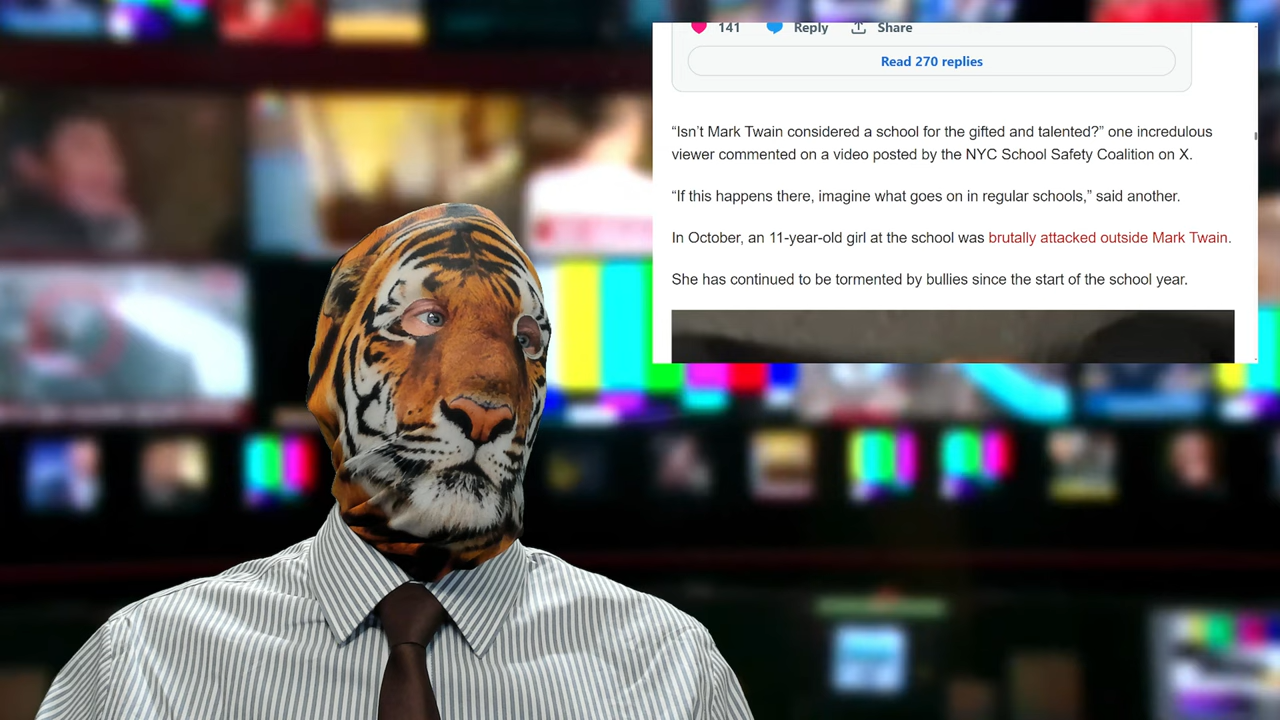 141 Reply Share
Read 270 replies
“Isn’t Mark Twain considered a school for the gifted and talented?” one incredulous
viewer commented on a video posted by the NYC School Safety Coalition on X.
“If this happens there, imagine what goes on in regular schools,” said another.
In October, an 11-year-old girl at the school was brutally attacked outside Mark Twain.
She has continued to be tormented by bullies since the start of the school year.